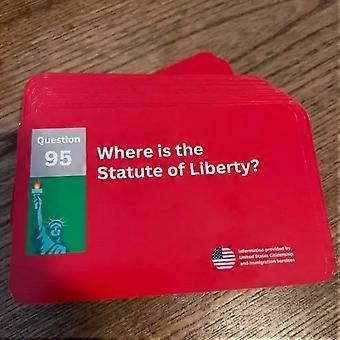 Question
95
Where is the
Statute of Liberty?
Information provided by
United States Citizenship
and Immigration Services